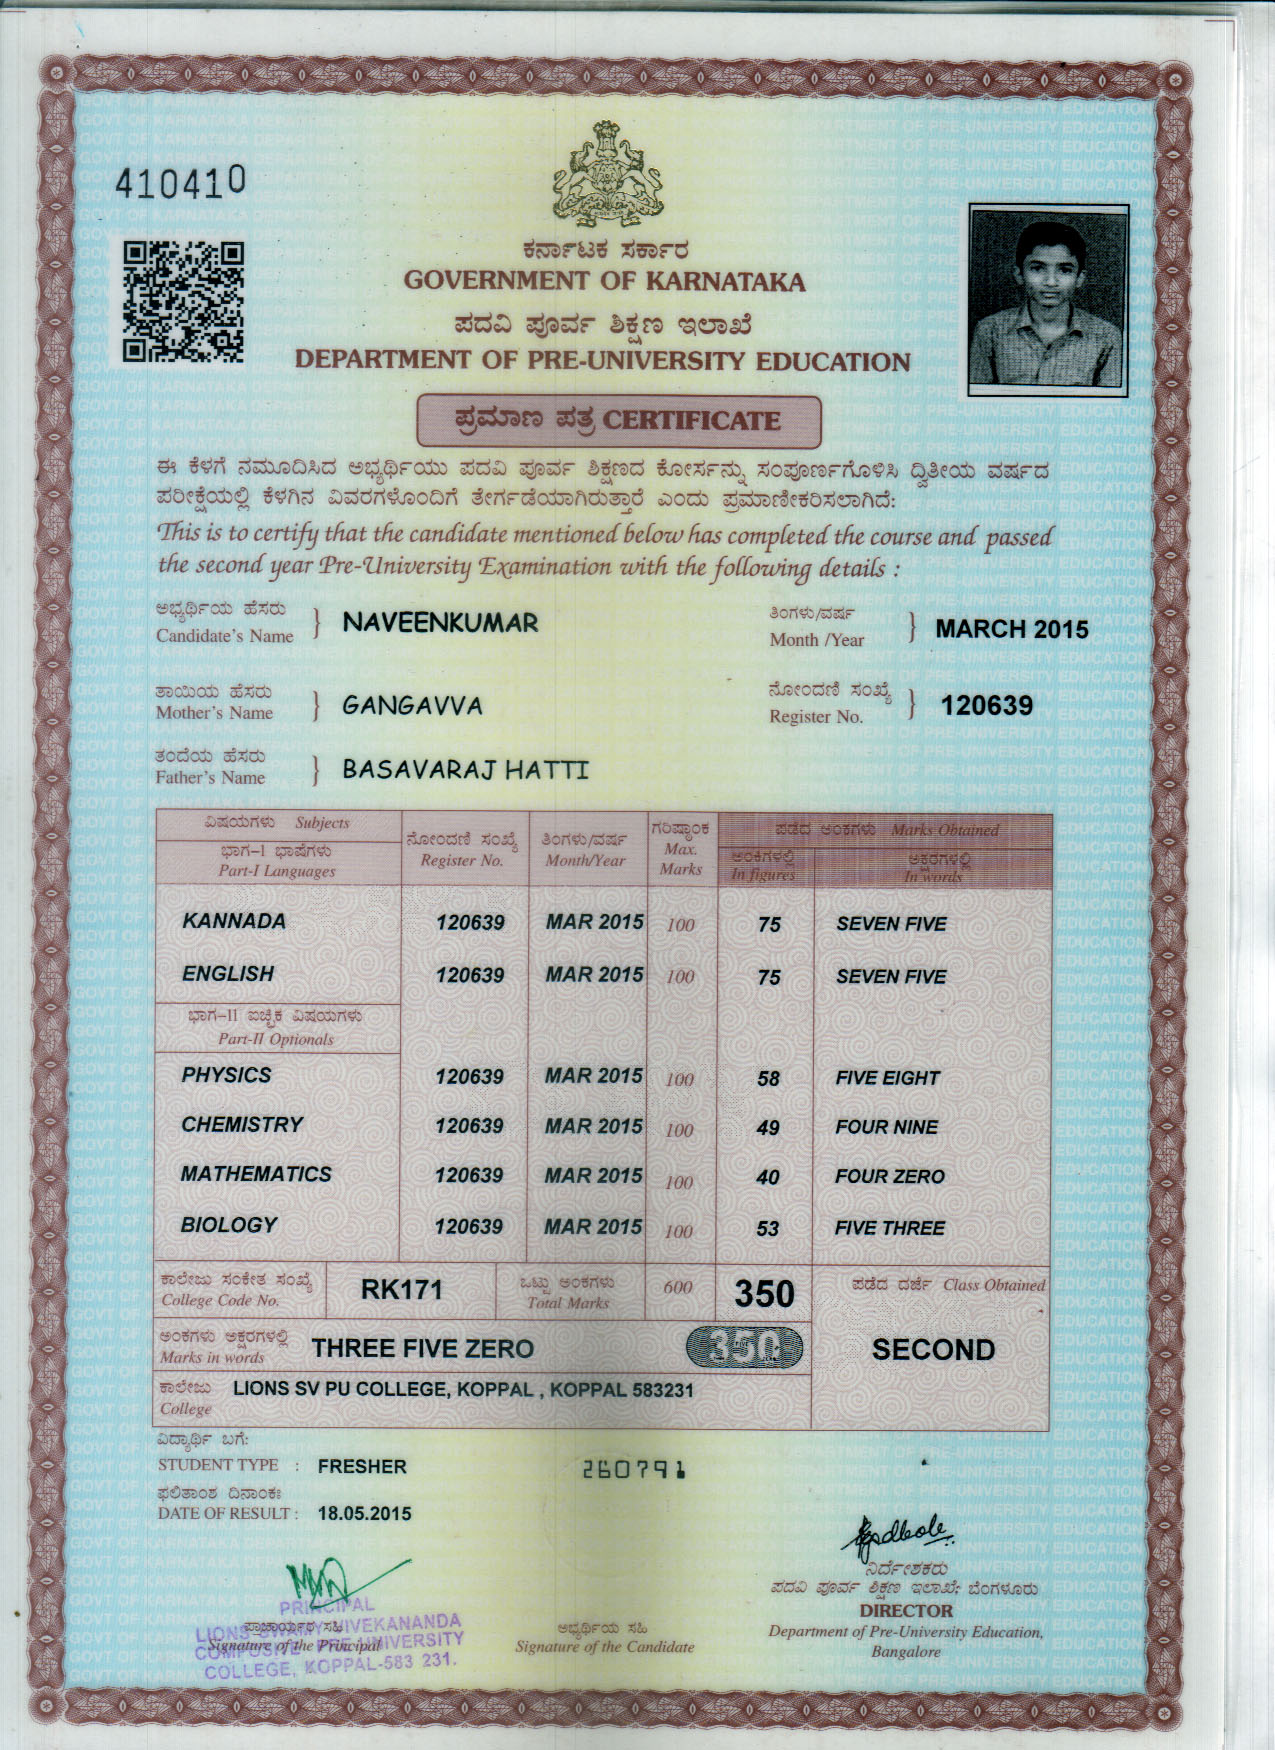 410410
ಕರ್ನಾಟಕ ಸರ್ಕಾರ
GOVERNMENT OF KARNATAKA
ಪದವಿ ಪೂರ್ವ ಶಿಕ್ಷಣ ಇಲಾಖೆ
DEPARTMENT OF PRE-UNIVERSITY EDUCATION
ಪ್ರಮಾಣ ಪತ್ರ CERTIFICATE
ಈ ಕೆಳಗೆ ನಮೂದಿಸಿದ ಅಭ್ಯರ್ಥಿಯು ಪದವಿ ಪೂರ್ವ ಶಿಕ್ಷಣದ ಕೋರ್ಸನ್ನು ಸಂಪೂರ್ಣಗೊಳಿಸಿ ದ್ವಿತೀಯ ವರ್ಷದ
ಪರೀಕ್ಷೆಯಲ್ಲಿ ಕೆಳಗಿನ ವಿವರಗಳೊಂದಿಗೆ ತೇರ್ಗಡೆಯಾಗಿರುತ್ತಾರೆ ಎಂದು ಪ್ರಮಾಣೀಕರಿಸಲಾಗಿದೆ:
This is to certify that the candidate mentioned below has completed the course and passed
the second year Pre-University Examination with the following details :
ಅಭ್ಯರ್ಥಿಯ ಹೆಸರು
Candidate's Name } NAVEENKUMAR
ತಿಂಗಳು/ವರ್ಷ
Month /Year } MARCH 2015
ತಾಯಿಯ ಹೆಸರು
Mother's Name } GANGAVVA
ನೋಂದಣಿ ಸಂಖ್ಯೆ
Register No. } 120639
ತಂದೆಯ ಹೆಸರು
Father's Name } BASAVARAJ HATTI
ವಿಷಯಗಳು Subjects
ಭಾಗ-I ಭಾಷೆಗಳು
Part-I Languages
ನೋಂದಣಿ ಸಂಖ್ಯೆ
Register No.
ತಿಂಗಳು/ವರ್ಷ
Month/Year
ಗರಿಷ್ಠಾಂಕ
Max.
Marks
ಪಡೆದ ಅಂಕಗಳು Marks Obtained
ಅಂಕಿಗಳಲ್ಲಿ
In figures
ಅಕ್ಷರಗಳಲ್ಲಿ
In words
KANNADA 120639 MAR 2015 100 75 SEVEN FIVE
ENGLISH 120639 MAR 2015 100 75 SEVEN FIVE
ಭಾಗ-II ಐಚ್ಛಿಕ ವಿಷಯಗಳು
Part-II Optionals
PHYSICS 120639 MAR 2015 100 58 FIVE EIGHT
CHEMISTRY 120639 MAR 2015 100 49 FOUR NINE
MATHEMATICS 120639 MAR 2015 100 40 FOUR ZERO
BIOLOGY 120639 MAR 2015 100 53 FIVE THREE
ಕಾಲೇಜು ಸಂಕೇತ ಸಂಖ್ಯೆ
College Code No. RK171
ಒಟ್ಟು ಅಂಕಗಳು
Total Marks 600 350
ಪಡೆದ ದರ್ಜೆ Class Obtained
SECOND
ಅಂಕಗಳು ಅಕ್ಷರಗಳಲ್ಲಿ
Marks in words THREE FIVE ZERO 350
ಕಾಲೇಜು
College LIONS SV PU COLLEGE, KOPPAL , KOPPAL 583231
ವಿದ್ಯಾರ್ಥಿ ಬಗೆ:
STUDENT TYPE : FRESHER
260791
ಫಲಿತಾಂಶ ದಿನಾಂಕ:
DATE OF RESULT : 18.05.2015
PRINCIPAL
LIONS SWAMY VIVEKANANDA
COMPOSITE PRE-UNIVERSITY
COLLEGE, KOPPAL-583 231.
ಪ್ರಾಚಾರ್ಯರ ಸಹಿ
Signature of the Principal
ಅಭ್ಯರ್ಥಿಯ ಸಹಿ
Signature of the Candidate
ನಿರ್ದೇಶಕರು
ಪದವಿ ಪೂರ್ವ ಶಿಕ್ಷಣ ಇಲಾಖೆ, ಬೆಂಗಳೂರು
DIRECTOR
Department of Pre-University Education,
Bangalore